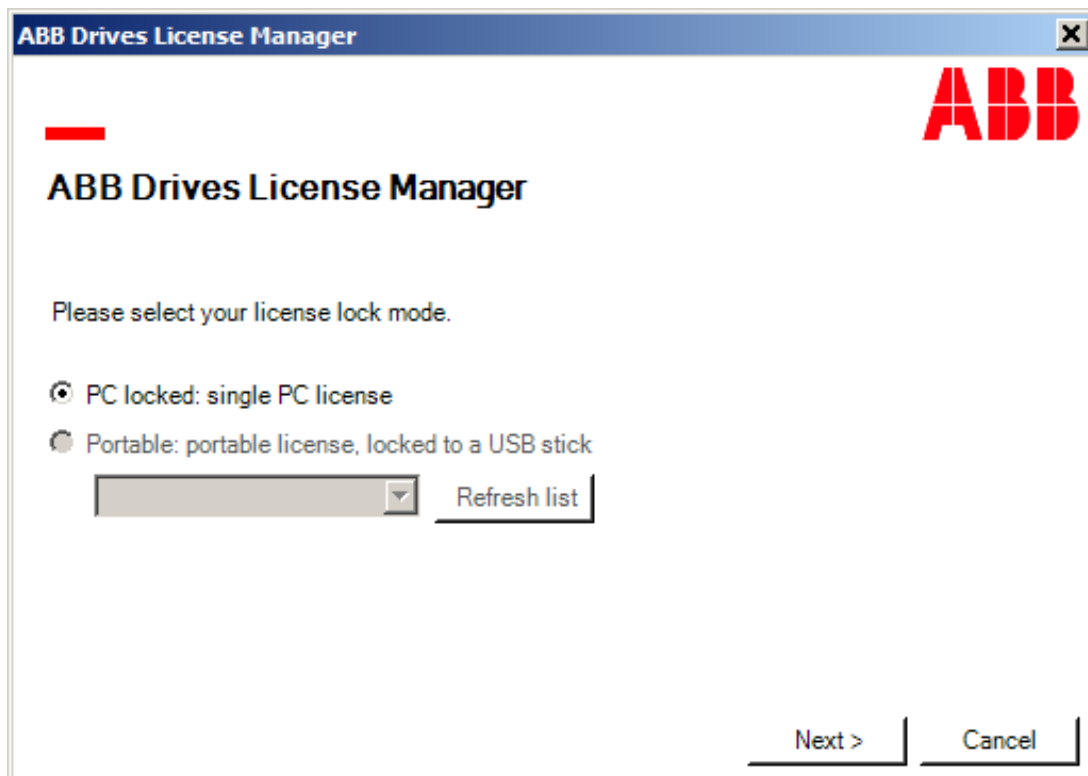 ABB Drives License Manager
ABB
ABB Drives License Manager
Please select your license lock mode.
PC locked: single PC license
Portable: portable license, locked to a USB stick
Refresh list
Next > Cancel